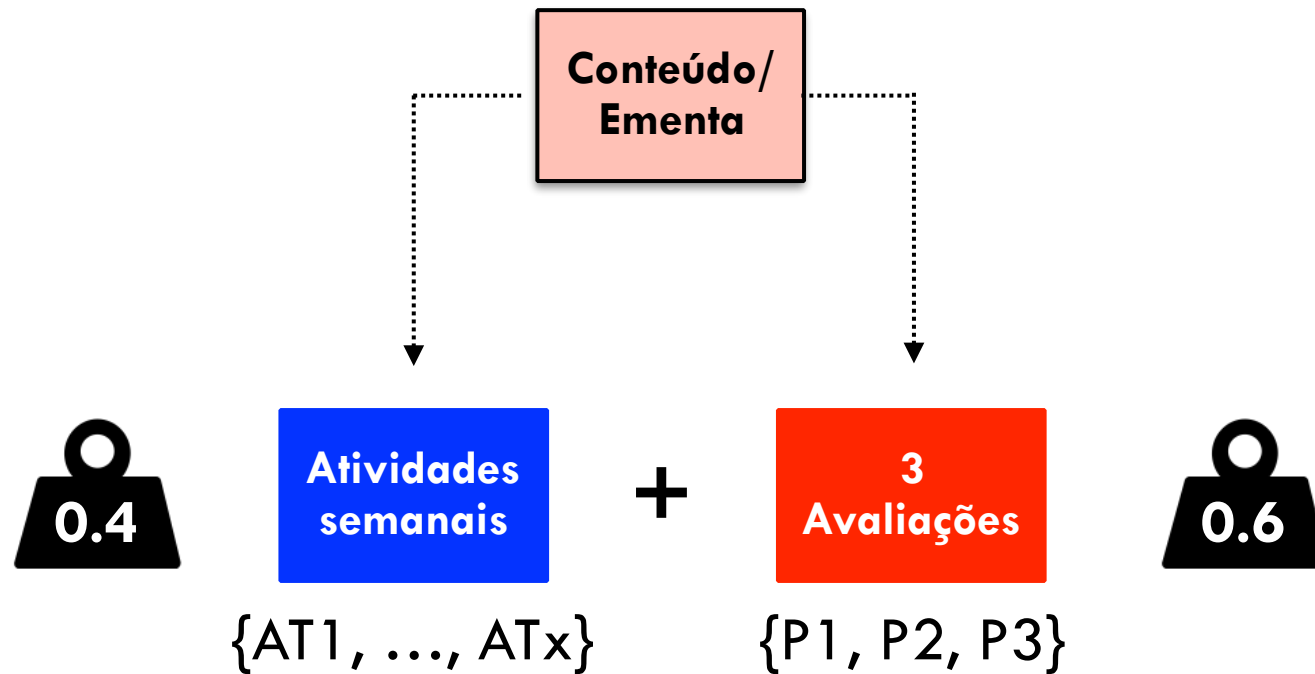 Conteúdo/
Ementa
0.4
Atividades
semanais
+
3
Avaliações
0.6
{AT1, ..., ATx}
{P1, P2, P3}